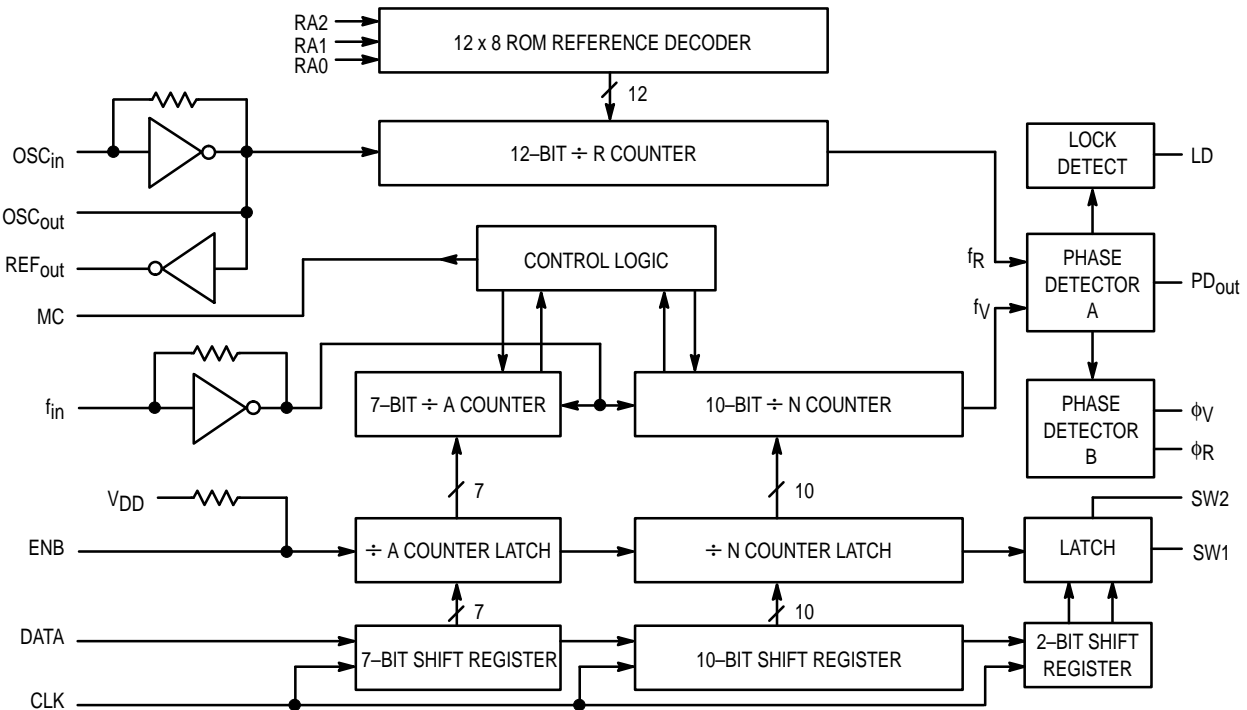 RA2
RA1
RA0
12 x 8 ROM REFERENCE DECODER
12
OSCin
12–BIT ÷ R COUNTER
LOCK
DETECT
LD
OSCout
REFout
CONTROL LOGIC
fR
PHASE
DETECTOR
A
PDout
MC
fV
fin
7–BIT ÷ A COUNTER
10–BIT ÷ N COUNTER
PHASE
DETECTOR
B
ϕV
ϕR
7
10
VDD
SW2
ENB
÷ A COUNTER LATCH
÷ N COUNTER LATCH
LATCH
SW1
7
10
DATA
7–BIT SHIFT REGISTER
10–BIT SHIFT REGISTER
2–BIT SHIFT
REGISTER
CLK